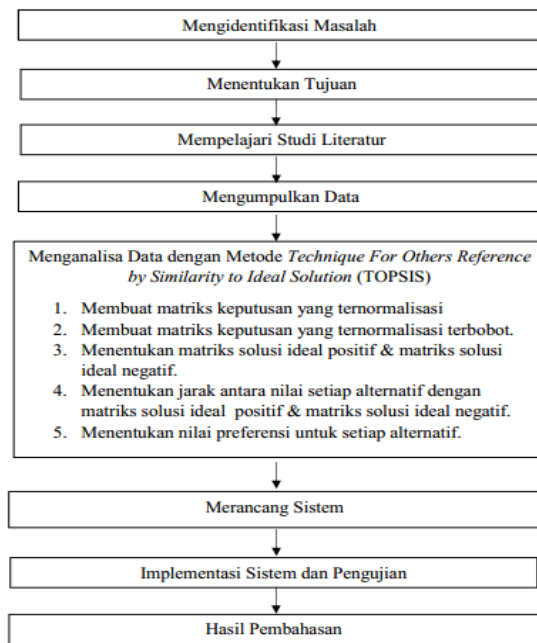 Mengidentifikasi Masalah
Menentukan Tujuan
Mempelajari Studi Literatur
Mengumpulkan Data
Menganalisa Data dengan Metode Technique For Others Reference
by Similarity to Ideal Solution (TOPSIS)
1. Membuat matriks keputusan yang ternormalisasi
2. Membuat matriks keputusan yang ternormalisasi terbobot.
3. Menentukan matriks solusi ideal positif & matriks solusi
ideal negatif.
4. Menentukan jarak antara nilai setiap alternatif dengan
matriks solusi ideal positif & matriks solusi ideal negatif.
5. Menentukan nilai preferensi untuk setiap alternatif.
Merancang Sistem
Implementasi Sistem dan Pengujian
Hasil Pembahasan